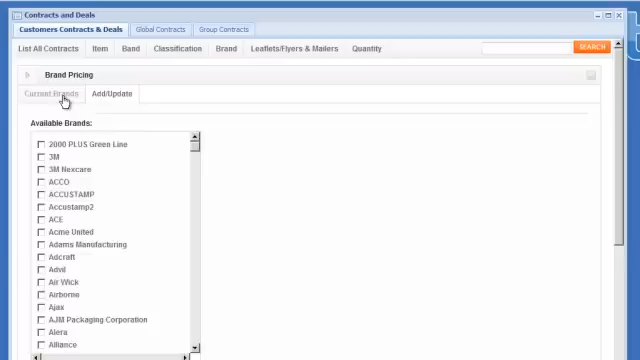 Contracts and Deals
Customers Contracts & Deals Global Contracts Group Contracts
List All Contracts Item Band Classification Brand Leaflets/Flyers & Mailers Quantity SEARCH
Brand Pricing
Current Brands Add/Update
Available Brands:
2000 PLUS Green Line
3M
3M Nexcare
ACCO
ACCUSTAMP
Accustamp2
ACE
Acme United
Adams Manufacturing
Adcraft
Advil
Air Wick
Airborne
Ajax
AJM Packaging Corporation
Alera
Alliance